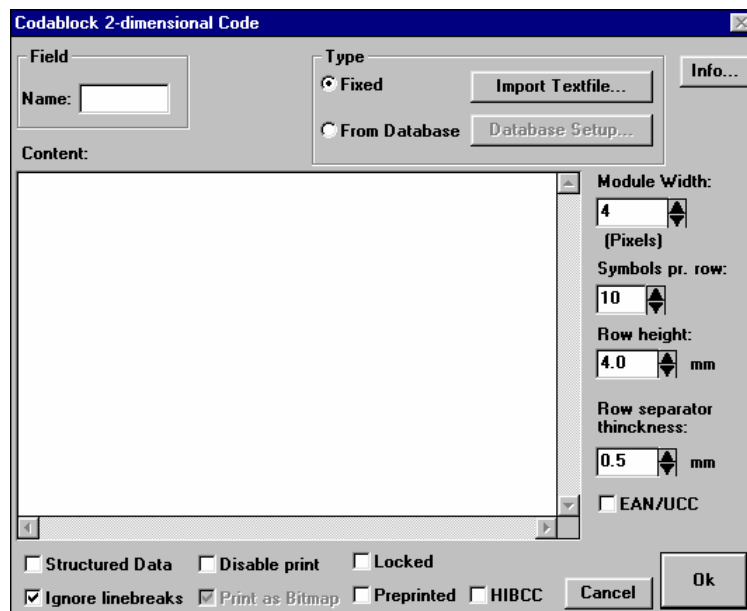 Codablock 2-dimensional Code
Field
Name:
Type
Fixed
Import Textfile...
From Database
Database Setup...
Info...
Content:
Module Width:
4
(Pixels)
Symbols pr. row:
10
Row height:
4.0 mm
Row separator
thinckness:
0.5 mm
EAN/UCC
Structured Data Disable print Locked
Ignore linebreaks Print as Bitmap Preprinted HIBCC
Cancel Ok